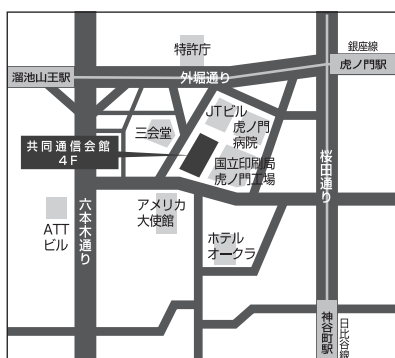 特許庁
銀座線
虎ノ門駅
溜池山王駅
外堀通り
JTビル
虎ノ門
病院
三会堂
共同通信会館
4F
国立印刷局
虎ノ門工場
桜田通り
六本木通り
アメリカ
大使館
ATT
ビル
ホテル
オークラ
神谷町駅
日比谷線